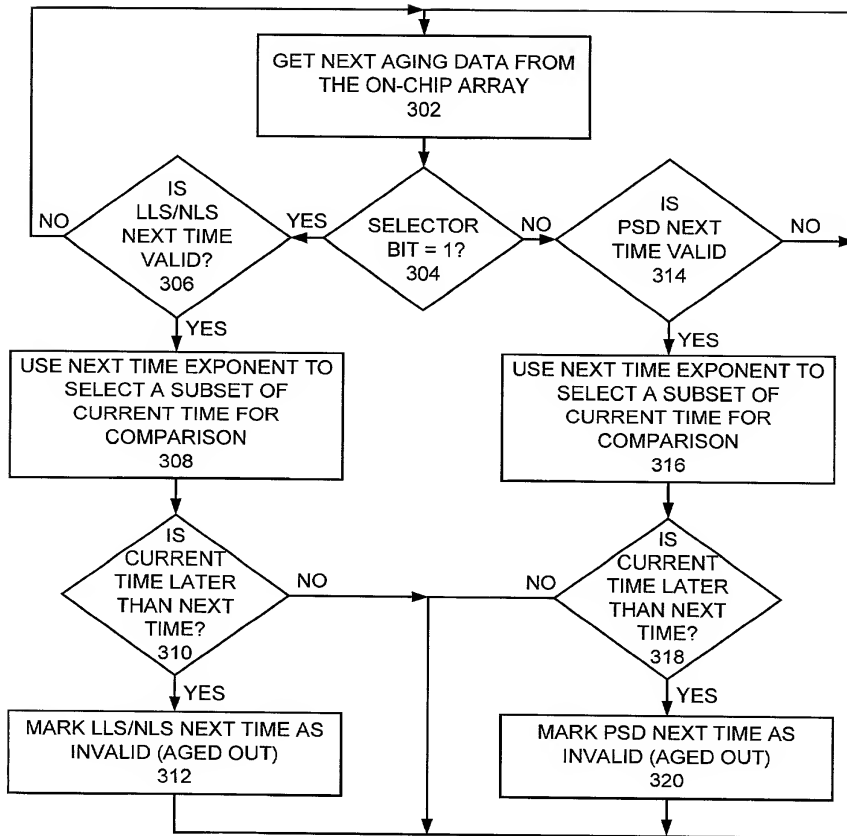 GET NEXT AGING DATA FROM
THE ON-CHIP ARRAY
302
IS
LLS/NLS
NEXT TIME
VALID?
306
NO
YES
SELECTOR
BIT = 1?
304
NO
IS
PSD NEXT
TIME VALID
314
NO
YES
YES
USE NEXT TIME EXPONENT TO
SELECT A SUBSET OF
CURRENT TIME FOR
COMPARISON
308
USE NEXT TIME EXPONENT TO
SELECT A SUBSET OF
CURRENT TIME FOR
COMPARISON
316
IS
CURRENT
TIME LATER
THAN NEXT
TIME?
310
NO
NO
IS
CURRENT
TIME LATER
THAN NEXT
TIME?
318
YES
YES
MARK LLS/NLS NEXT TIME AS
INVALID (AGED OUT)
312
MARK PSD NEXT TIME AS
INVALID (AGED OUT)
320